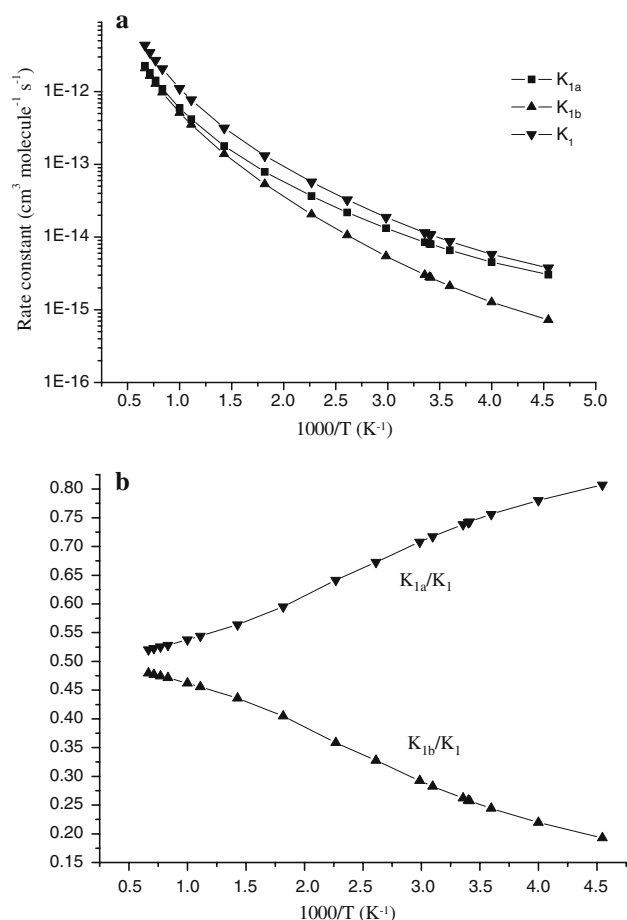 a
1E-12
1E-13
1E-14
1E-15
1E-16
Rate constant (cm³ molecule⁻¹ s⁻¹)
K₁ₐ
K₁b
K₁
0.5 1.0 1.5 2.0 2.5 3.0 3.5 4.0 4.5 5.0
1000/T (K⁻¹)
b
0.80
0.75
0.70
0.65
0.60
0.55
0.50
0.45
0.40
0.35
0.30
0.25
0.20
0.15
K₁ₐ/K₁
K₁b/K₁
0.5 1.0 1.5 2.0 2.5 3.0 3.5 4.0 4.5
1000/T (K⁻¹)